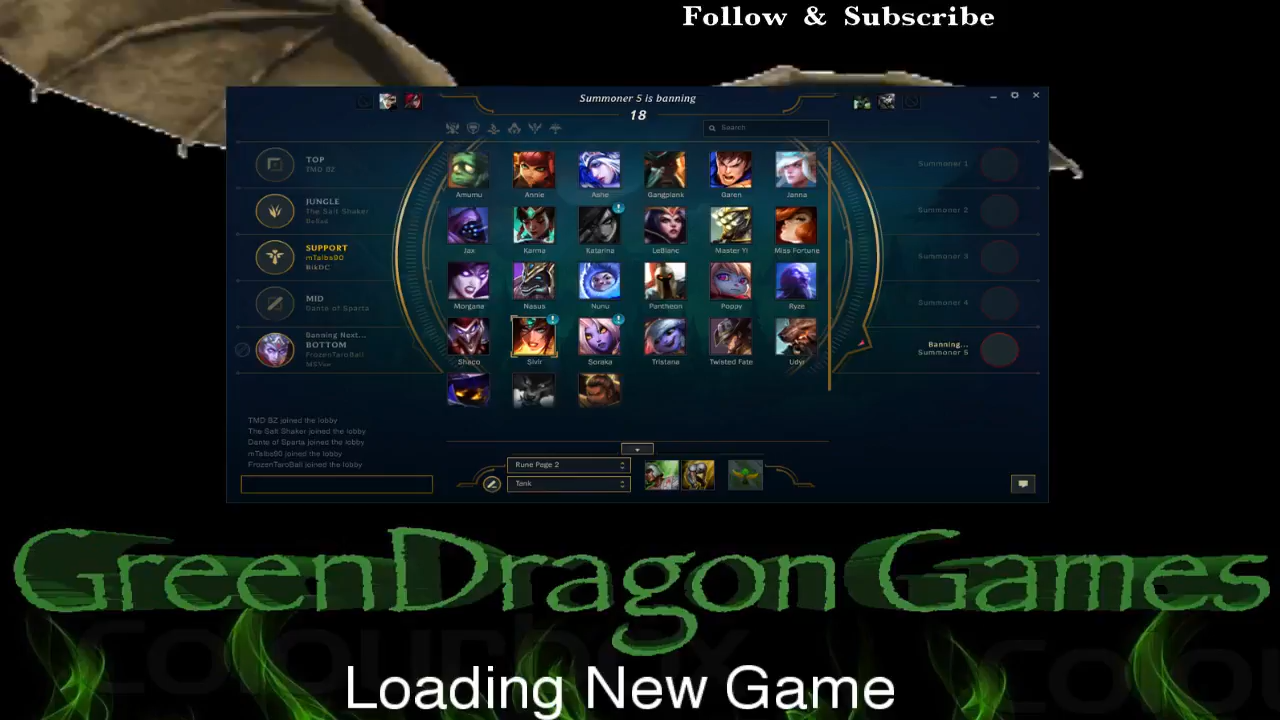 Follow & Subscribe
Summoner 5 is banning
18
Search
TOP
TMD BZ
JUNGLE
The Salt Shaker
SUPPORT
mTalbs90
MID
Dante of Sparta
Banning Next...
BOTTOM
FrozenTaroBall
Amumu Annie Ashe Gangplank Garen Janna
Jax Karma Katarina LeBlanc Master Yi Miss Fortune
Morgana Nasus Nunu Pantheon Poppy Ryze
Shaco Sivir Soraka Tristana Twisted Fate Udyr
Summoner 1
Summoner 2
Summoner 3
Summoner 4
Banning...
Summoner 5
TMD BZ joined the lobby
The Salt Shaker joined the lobby
Dante of Sparta joined the lobby
mTalbs90 joined the lobby
FrozenTaroBall joined the lobby
Rune Page 2
Tank
GreenDragon Games
Loading New Game